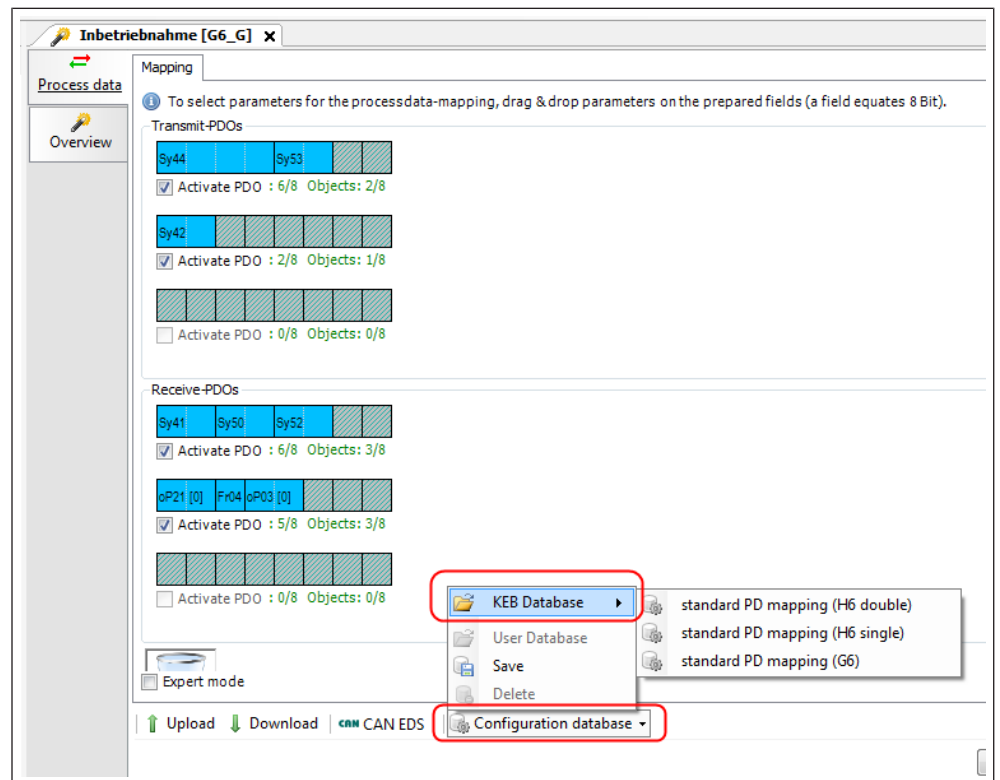 Inbetriebnahme [G6_G] x
Process data
Overview
Mapping
To select parameters for the processdata-mapping, drag & drop parameters on the prepared fields (a field equates 8 Bit).
Transmit-PDOs
Sy44 Sy53
Activate PDO : 6/8 Objects: 2/8
Sy42
Activate PDO : 2/8 Objects: 1/8
Activate PDO : 0/8 Objects: 0/8
Receive-PDOs
Sy41 Sy50 Sy52
Activate PDO : 6/8 Objects: 3/8
oP21 [0] Fr04 oP03 [0]
Activate PDO : 5/8 Objects: 3/8
Activate PDO : 0/8 Objects: 0/8
KEB Database
User Database
Save
Delete
standard PD mapping (H6 double)
standard PD mapping (H6 single)
standard PD mapping (G6)
Expert mode
Upload Download CAN CAN EDS Configuration database